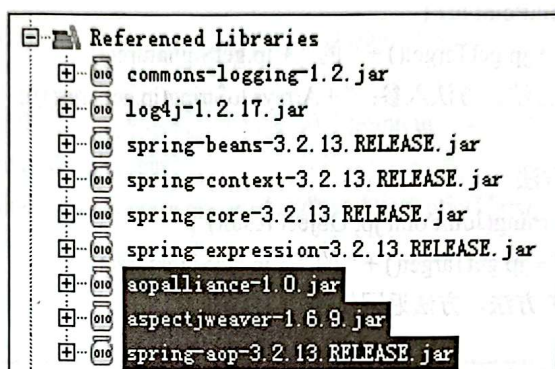 Referenced Libraries
commons-logging-1.2.jar
log4j-1.2.17.jar
spring-beans-3.2.13.RELEASE.jar
spring-context-3.2.13.RELEASE.jar
spring-core-3.2.13.RELEASE.jar
spring-expression-3.2.13.RELEASE.jar
aopalliance-1.0.jar
aspectjweaver-1.6.9.jar
spring-aop-3.2.13.RELEASE.jar